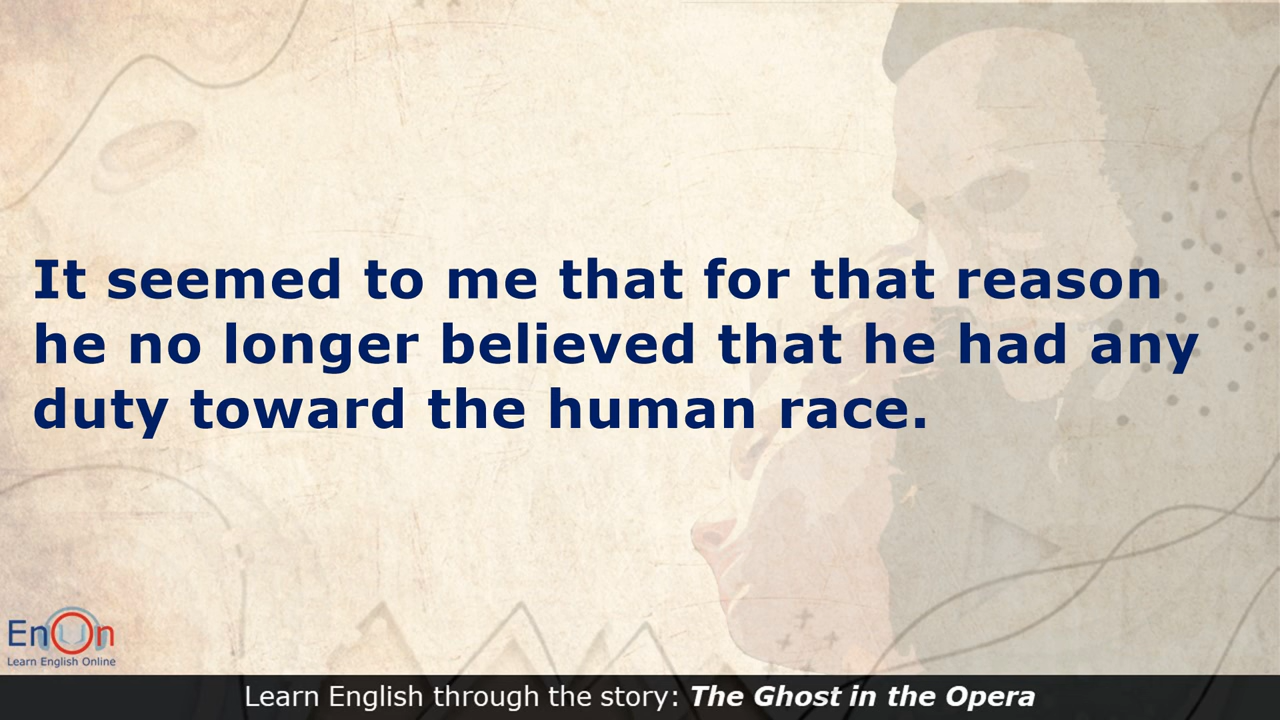 It seemed to me that for that reason
he no longer believed that he had any
duty toward the human race.
EnOn
Learn English Online
Learn English through the story: The Ghost in the Opera